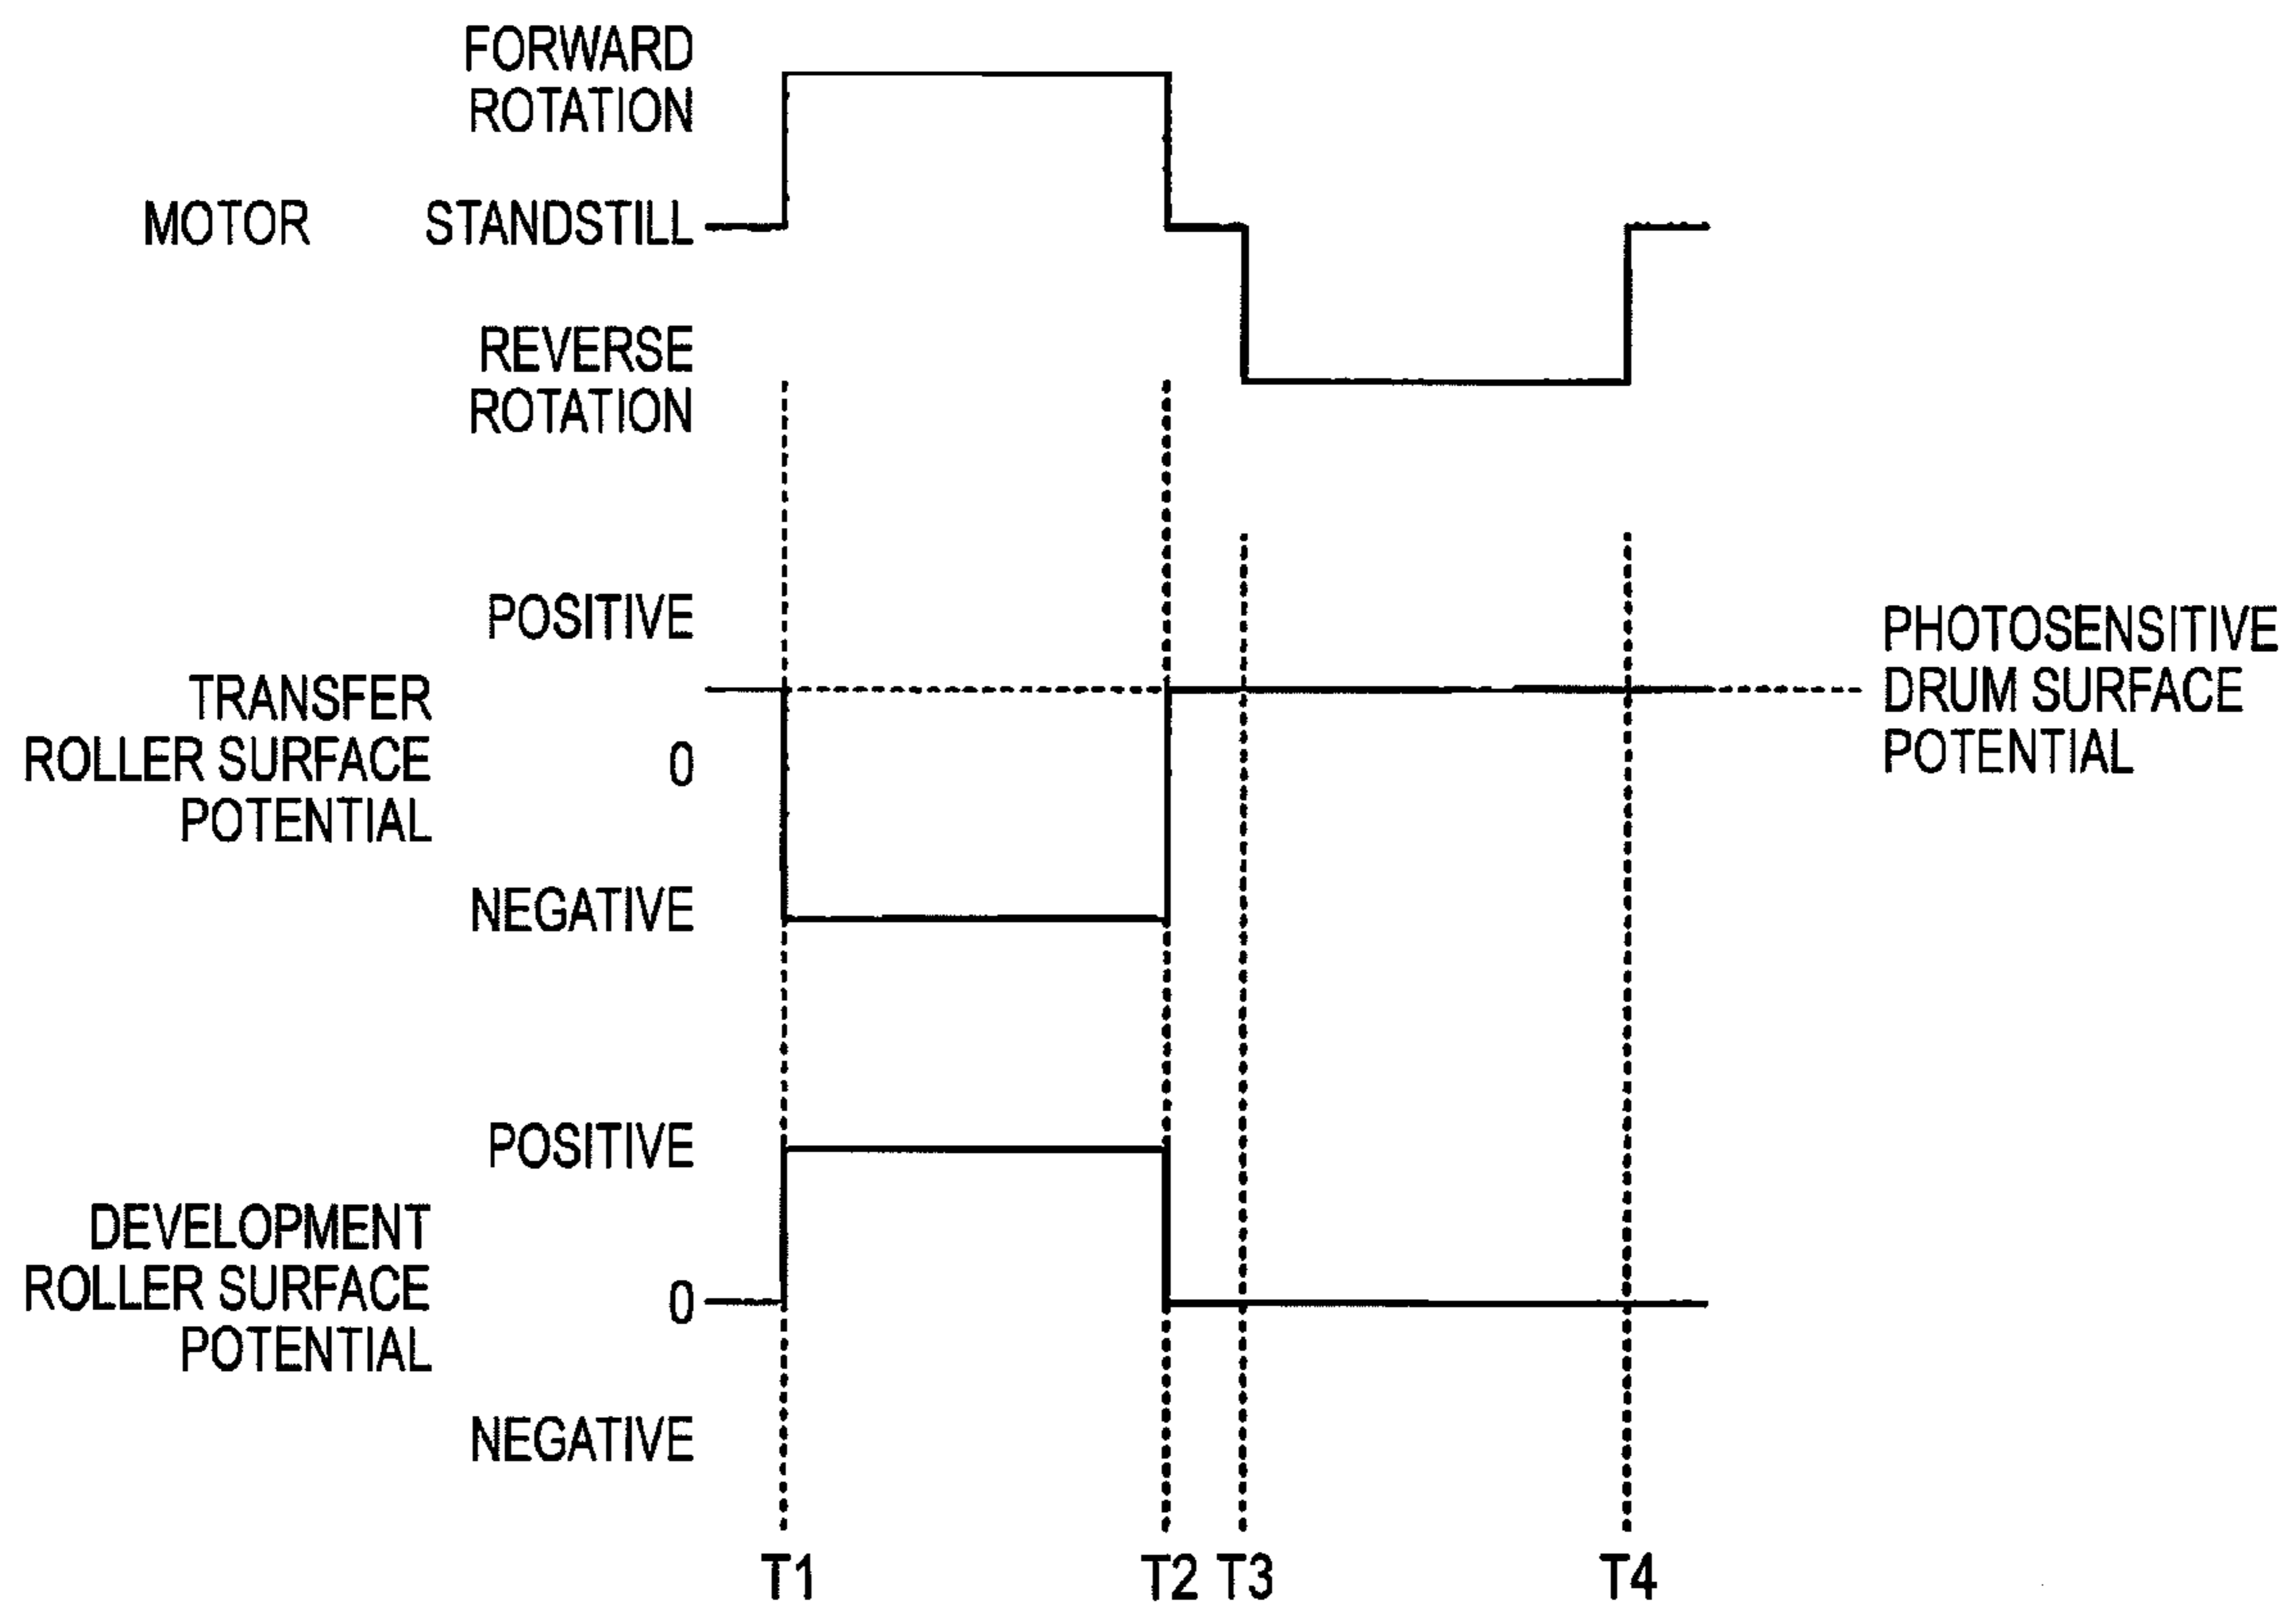 FORWARD
ROTATION
MOTOR STANDSTILL
REVERSE
ROTATION
POSITIVE
TRANSFER
ROLLER SURFACE
POTENTIAL
0
NEGATIVE
PHOTOSENSITIVE
DRUM SURFACE
POTENTIAL
POSITIVE
DEVELOPMENT
ROLLER SURFACE
POTENTIAL
0
NEGATIVE
T1 T2 T3 T4